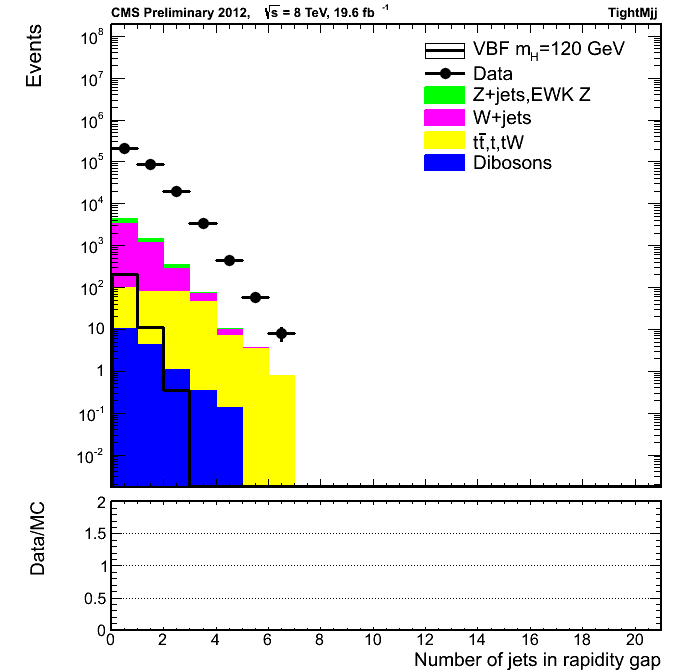 CMS Preliminary 2012, √s = 8 TeV, 19.6 fb⁻¹ TightMjj
Events
10⁸
10⁷
10⁶
10⁵
10⁴
10³
10²
10
1
10⁻¹
10⁻²
VBF m_H=120 GeV
Data
Z+jets,EWK Z
W+jets
tt̄,t,tW
Dibosons
Data/MC
2
1.5
1
0.5
0
0 2 4 6 8 10 12 14 16 18 20
Number of jets in rapidity gap